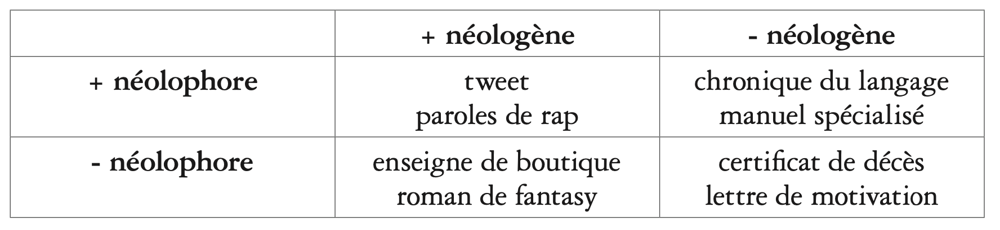 + néologène - néologène
+ néolophore tweet chronique du langage
paroles de rap manuel spécialisé
- néolophore enseigne de boutique certificat de décès
roman de fantasy lettre de motivation